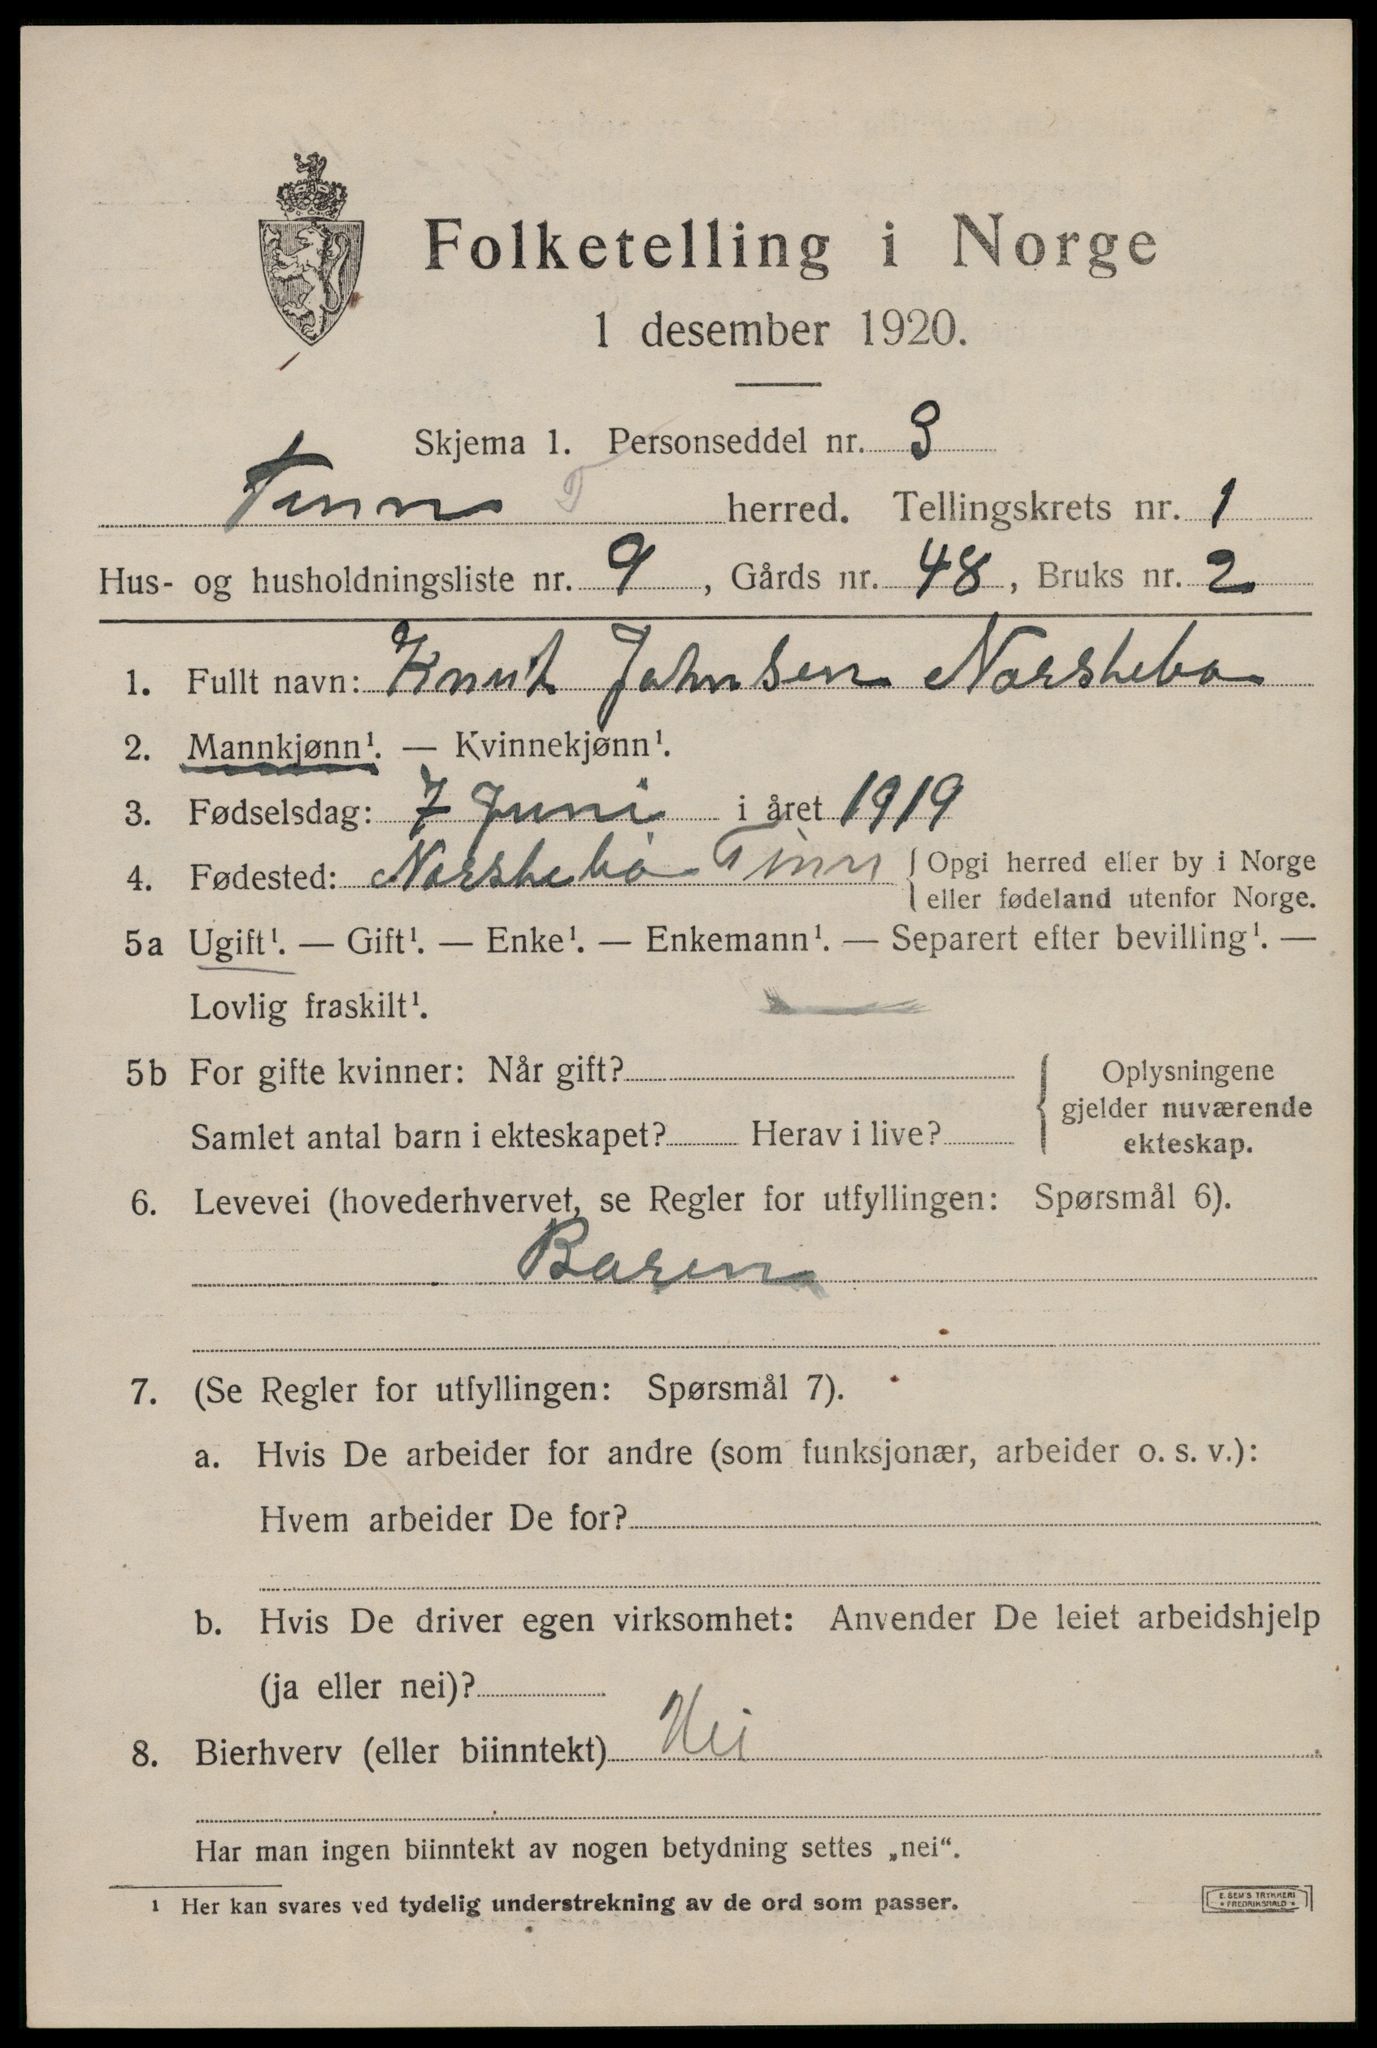 Folketelling i Norge
1 desember 1920.
Skjema 1. Personseddel nr. 3
Tinn T herred. Tellingskrets nr. 1
Hus- og husholdningsliste nr. 9, Gårds nr. 48, Bruks nr. 2
1. Fullt navn: Knut Johnsen Norshebø
2. Mannkjønn¹. — Kvinnekjønn¹.
3. Fødselsdag: 7 Juni i året 1919
4. Fødested: Norshebø Tinn { Opgi herred eller by i Norge
eller fødeland utenfor Norge.
5a Ugift¹. — Gift¹. — Enke¹. — Enkemann¹. — Separert efter bevilling¹. —
Lovlig fraskilt¹.
5b For gifte kvinner: Når gift?
Samlet antal barn i ekteskapet? Herav i live?
{ Oplysningene
gjelder nuværende
ekteskap.
6. Levevei (hovederhvervet, se Regler for utfyllingen: Spørsmål 6).
Baren
7. (Se Regler for utfyllingen: Spørsmål 7).
a. Hvis De arbeider for andre (som funksjonær, arbeider o. s. v.):
Hvem arbeider De for?
b. Hvis De driver egen virksomhet: Anvender De leiet arbeidshjelp
(ja eller nei)?
8. Bierhverv (eller biinntekt) Nei
Har man ingen biinntekt av nogen betydning settes „nei“.
¹ Her kan svares ved tydelig understrekning av de ord som passer.
E. SEM'S TRYKKERI
FREDRIKSHALD